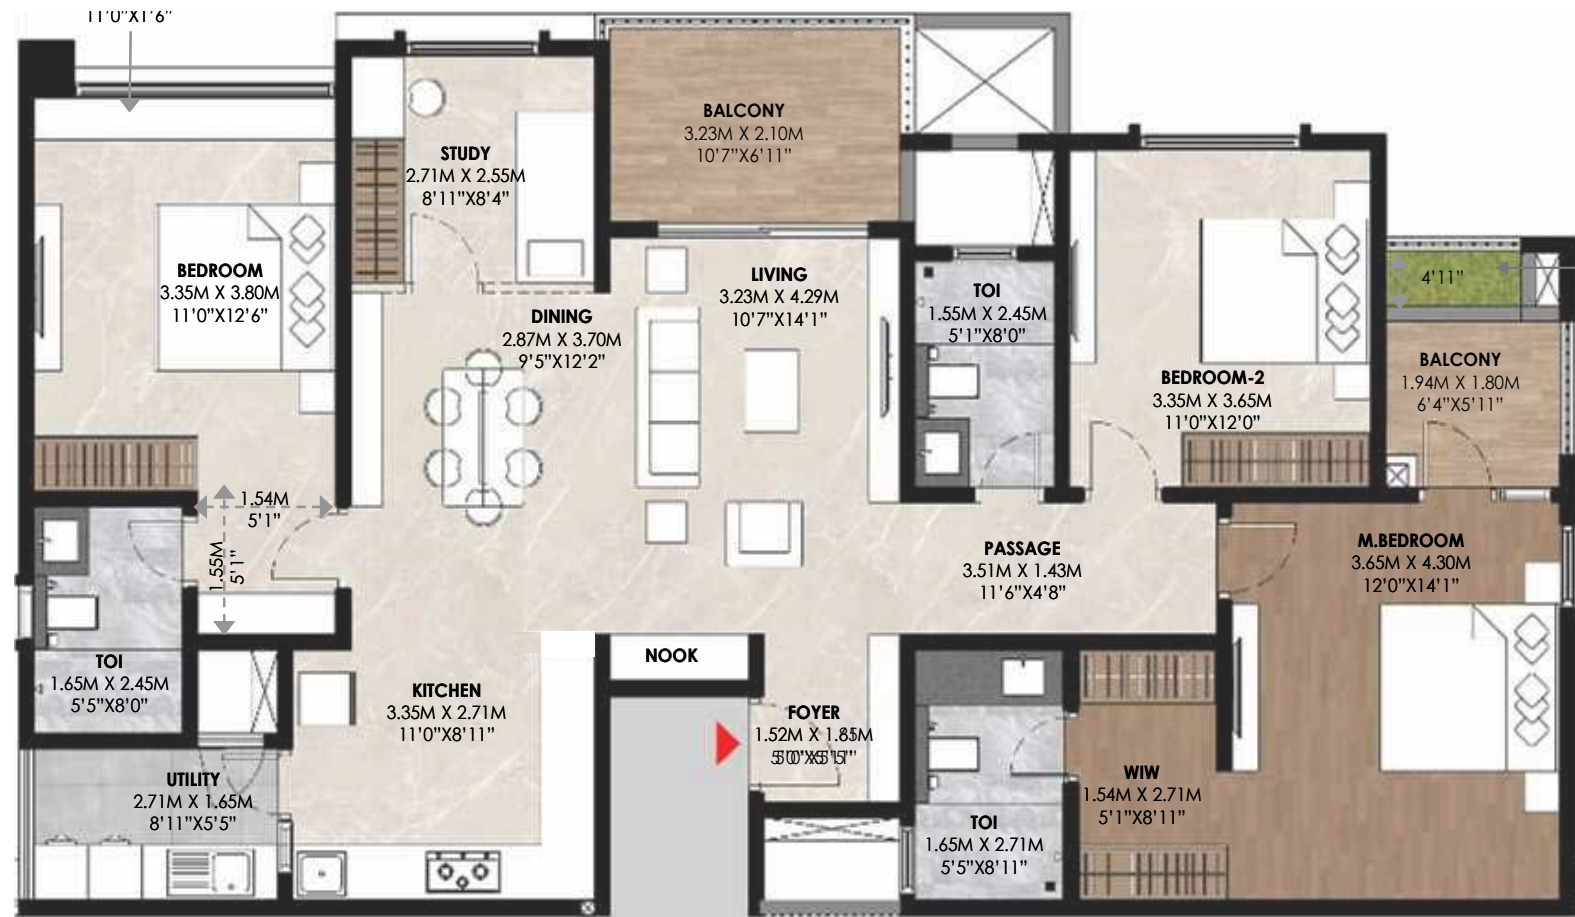 11'0"X1'6"
BALCONY
3.23M X 2.10M
10'7"X6'11"
STUDY
2.71M X 2.55M
8'11"X8'4"
BEDROOM
3.35M X 3.80M
11'0"X12'6"
LIVING
3.23M X 4.29M
10'7"X14'1"
DINING
2.87M X 3.70M
9'5"X12'2"
TOI
1.55M X 2.45M
5'1"X8'0"
4'11"
BEDROOM-2
3.35M X 3.65M
11'0"X12'0"
BALCONY
1.94M X 1.80M
6'4"X5'11"
1.54M
5'1"
1.55M
5'1"
PASSAGE
3.51M X 1.43M
11'6"X4'8"
M.BEDROOM
3.65M X 4.30M
12'0"X14'1"
TOI
1.65M X 2.45M
5'5"X8'0"
NOOK
KITCHEN
3.35M X 2.71M
11'0"X8'11"
FOYER
1.52M X
UTILITY
2.71M X 1.65M
8'11"X5'5"
WIW
1.54M X 2.71M
5'1"X8'11"
TOI
1.65M X 2.71M
5'5"X8'11"